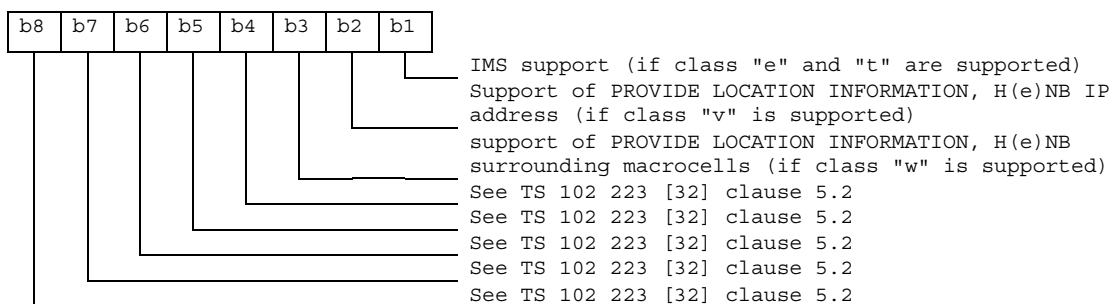 b8 b7 b6 b5 b4 b3 b2 b1
IMS support (if class "e" and "t" are supported)
Support of PROVIDE LOCATION INFORMATION, H(e)NB IP
address (if class "v" is supported)
support of PROVIDE LOCATION INFORMATION, H(e)NB
surrounding macrocells (if class "w" is supported)
See TS 102 223 [32] clause 5.2
See TS 102 223 [32] clause 5.2
See TS 102 223 [32] clause 5.2
See TS 102 223 [32] clause 5.2
See TS 102 223 [32] clause 5.2